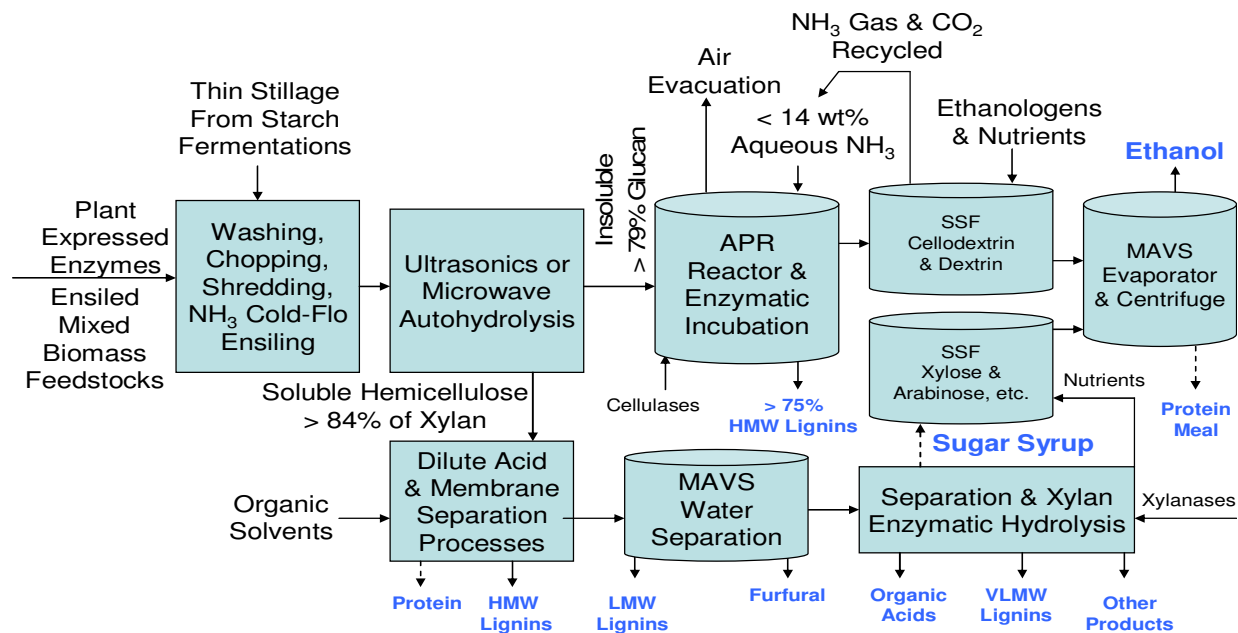 NH3 Gas & CO2
Recycled
Air
Evacuation
Thin Stillage
From Starch
Fermentations
< 14 wt%
Aqueous NH3
Ethanologens
& Nutrients
Ethanol
Insoluble
> 79% Glucan
Plant
Expressed
Enzymes
Ensiled
Mixed
Biomass
Feedstocks
Washing,
Chopping,
Shredding,
NH3 Cold-Flo
Ensiling
Ultrasonics or
Microwave
Autohydrolysis
APR
Reactor &
Enzymatic
Incubation
SSF
Cellodextrin
& Dextrin
MAVS
Evaporator
& Centrifuge
SSF
Xylose &
Arabinose, etc.
Nutrients
Soluble Hemicellulose
> 84% of Xylan
Cellulases
> 75%
HMW Lignins
Sugar Syrup
Protein
Meal
Organic
Solvents
Dilute Acid
& Membrane
Separation
Processes
MAVS
Water
Separation
Separation & Xylan
Enzymatic Hydrolysis
Xylanases
Protein
HMW
Lignins
LMW
Lignins
Furfural
Organic
Acids
VLMW
Lignins
Other
Products